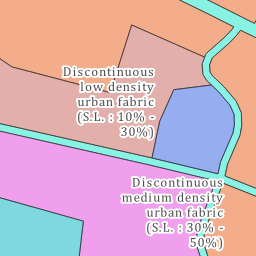 Discontinuous
low density
urban fabric
(S.L. : 10% -
30%)
Discontinuous
medium density
urban fabric
(S.L. : 30% -
50%)